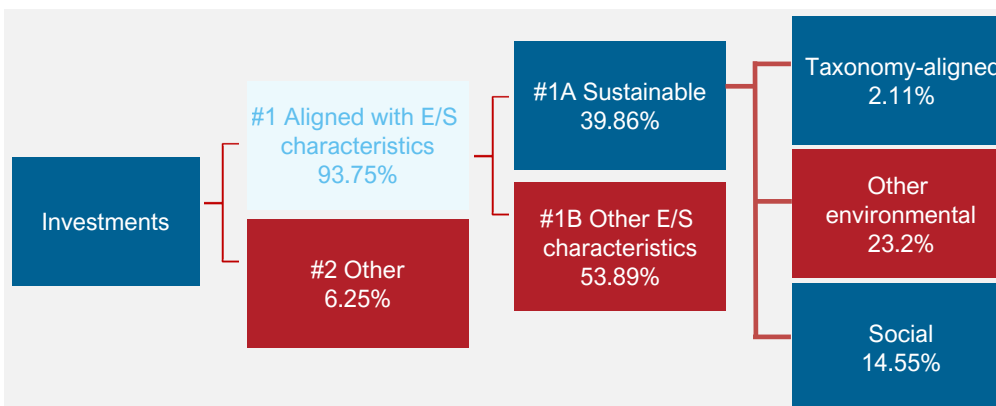 Investments
#1 Aligned with E/S
characteristics
93.75%
#2 Other
6.25%
#1A Sustainable
39.86%
#1B Other E/S
characteristics
53.89%
Taxonomy-aligned
2.11%
Other
environmental
23.2%
Social
14.55%